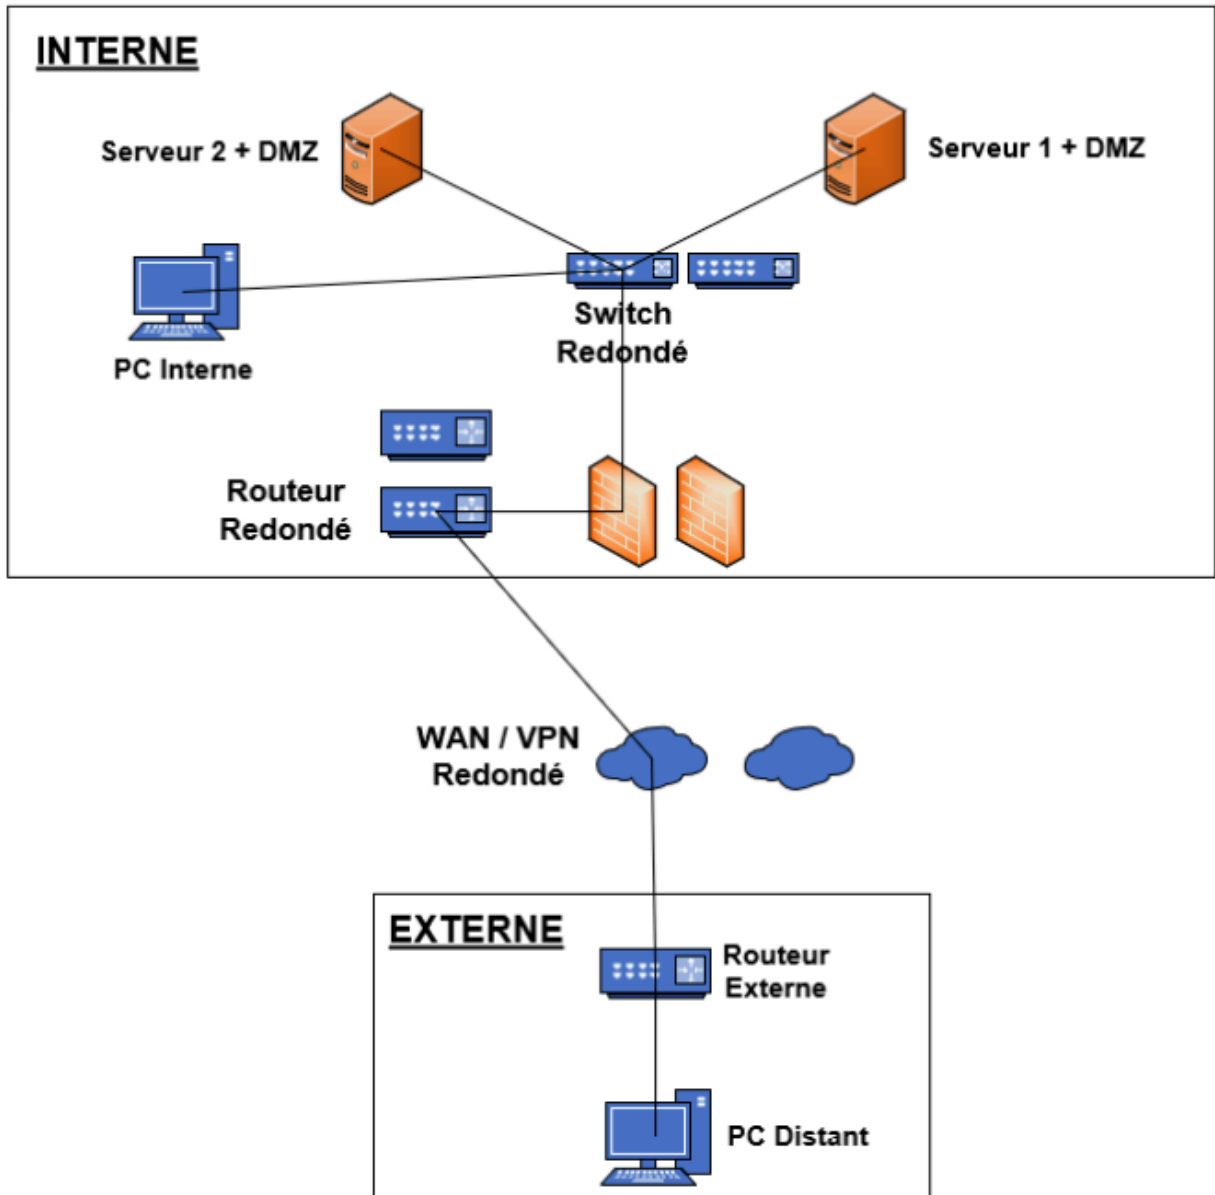 INTERNE
Serveur 2 + DMZ
Serveur 1 + DMZ
Switch
Redondé
PC Interne
Routeur
Redondé
WAN / VPN
Redondé
EXTERNE
Routeur
Externe
PC Distant